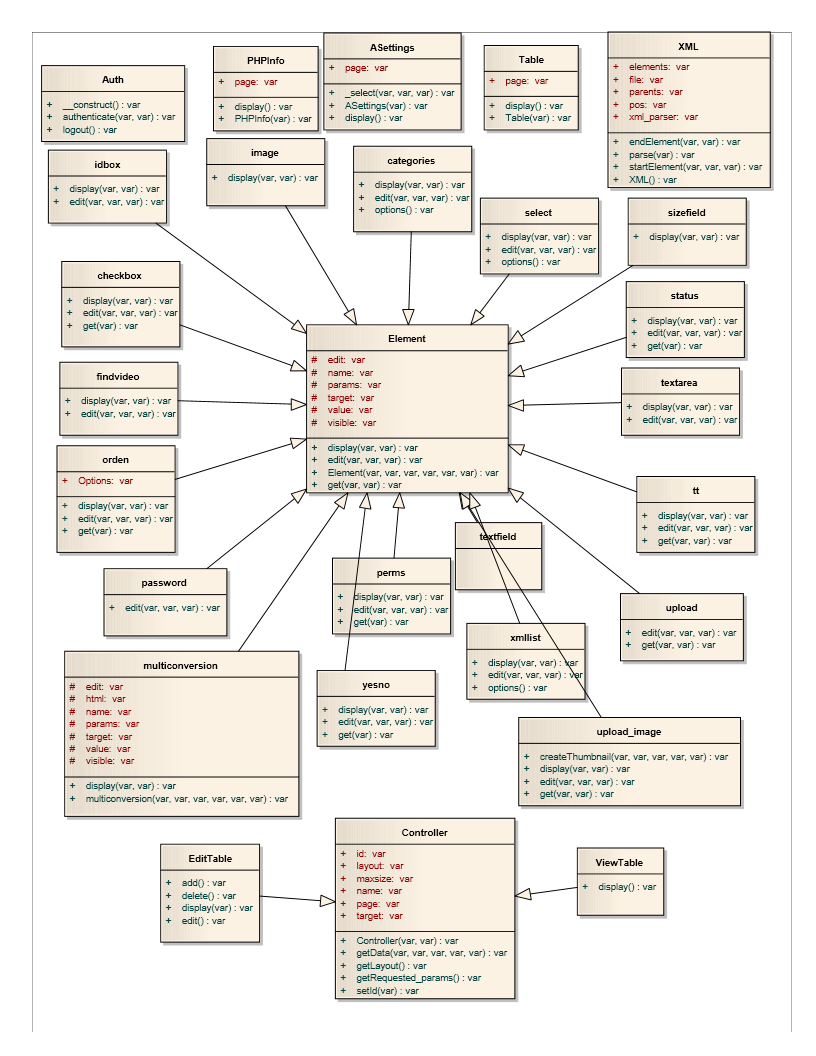 Auth
+ __construct() : var
+ authenticate(var, var) : var
+ logout() : var
PHPInfo
+ page: var
+ display() : var
+ PHPInfo(var) : var
ASettings
+ page: var
+ _select(var, var, var) : var
+ ASettings(var) : var
+ display() : var
Table
+ page: var
+ display() : var
+ Table(var) : var
XML
+ elements: var
+ file: var
+ parents: var
+ pos: var
+ xml_parser: var
+ endElement(var, var) : var
+ parse(var) : var
+ startElement(var, var, var) : var
+ XML() : var
idbox
+ display(var, var) : var
+ edit(var, var, var) : var
image
+ display(var, var) : var
categories
+ display(var, var) : var
+ edit(var, var, var) : var
+ options() : var
select
+ display(var, var) : var
+ edit(var, var, var) : var
+ options() : var
sizefield
+ display(var, var) : var
checkbox
+ display(var, var) : var
+ edit(var, var, var) : var
+ get(var) : var
status
+ display(var, var) : var
+ edit(var, var, var) : var
+ get(var) : var
Element
# edit: var
# name: var
# params: var
# target: var
# value: var
# visible: var
+ display(var, var) : var
+ edit(var, var, var) : var
+ Element(var, var, var, var, var, var) : var
+ get(var, var) : var
findvideo
+ display(var, var) : var
+ edit(var, var, var) : var
textarea
+ display(var, var) : var
+ edit(var, var, var) : var
orden
+ Options: var
+ display(var, var) : var
+ edit(var, var, var) : var
+ get(var) : var
tt
+ display(var, var) : var
+ edit(var, var, var) : var
+ get(var, var) : var
textfield
password
+ edit(var, var, var) : var
perms
+ display(var, var) : var
+ edit(var, var, var) : var
+ get(var) : var
upload
+ edit(var, var, var) : var
+ get(var, var) : var
xmllist
+ display(var, var) : var
+ edit(var, var, var) : var
+ options() : var
multiconversion
# edit: var
# html: var
# name: var
# params: var
# target: var
# value: var
# visible: var
+ display(var, var) : var
+ multiconversion(var, var, var, var, var, var) : var
yesno
+ display(var, var) : var
+ edit(var, var, var) : var
+ get(var) : var
upload_image
+ createThumbnail(var, var, var, var, var) : var
+ display(var, var) : var
+ edit(var, var, var) : var
+ get(var, var) : var
EditTable
+ add() : var
+ delete() : var
+ display(var) : var
+ edit() : var
Controller
+ id: var
+ layout: var
+ maxsize: var
+ name: var
+ page: var
+ target: var
+ Controller(var, var) : var
+ getData(var, var, var, var, var) : var
+ getLayout() : var
+ getRequested_params() : var
+ setId(var) : var
ViewTable
+ display() : var